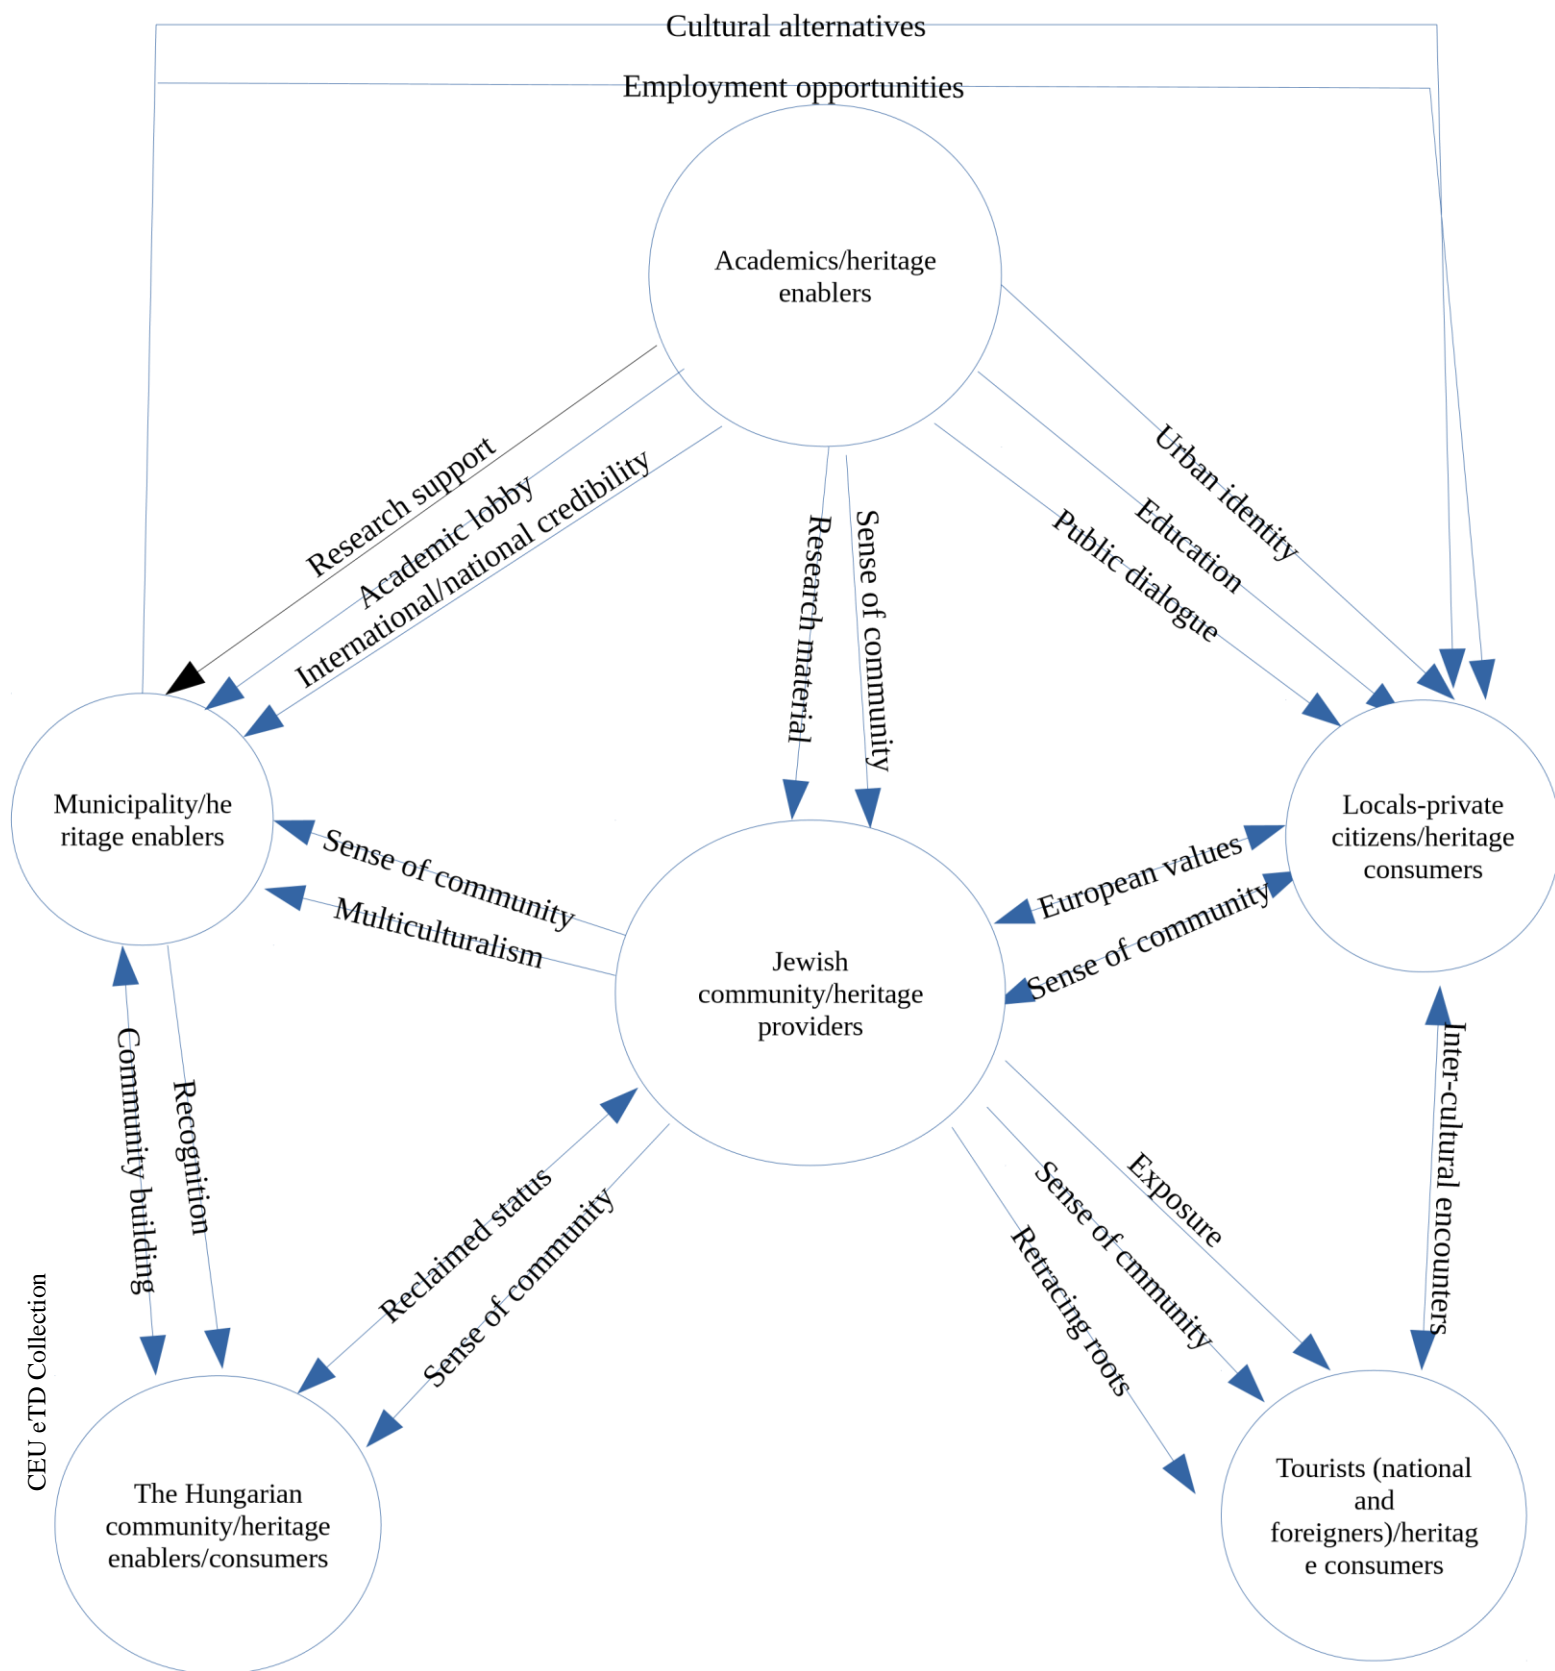 Cultural alternatives
Employment opportunities
Academics/heritage
enablers
Research support
Academic lobby
International/national credibility
Research material
Sense of community
Public dialogue
Education
Urban identity
Municipality/he
ritage enablers
Locals-private
citizens/heritage
consumers
Sense of community
Multiculturalism
European values
Sense of community
Jewish
community/heritage
providers
Community building
Recognition
Reclaimed status
Sense of community
Exposure
Sense of cmmunity
Retracing roots
Inter-cultural encounters
The Hungarian
community/heritage
enablers/consumers
Tourists (national
and
foreigners)/heritag
e consumers
CEU eTD Collection